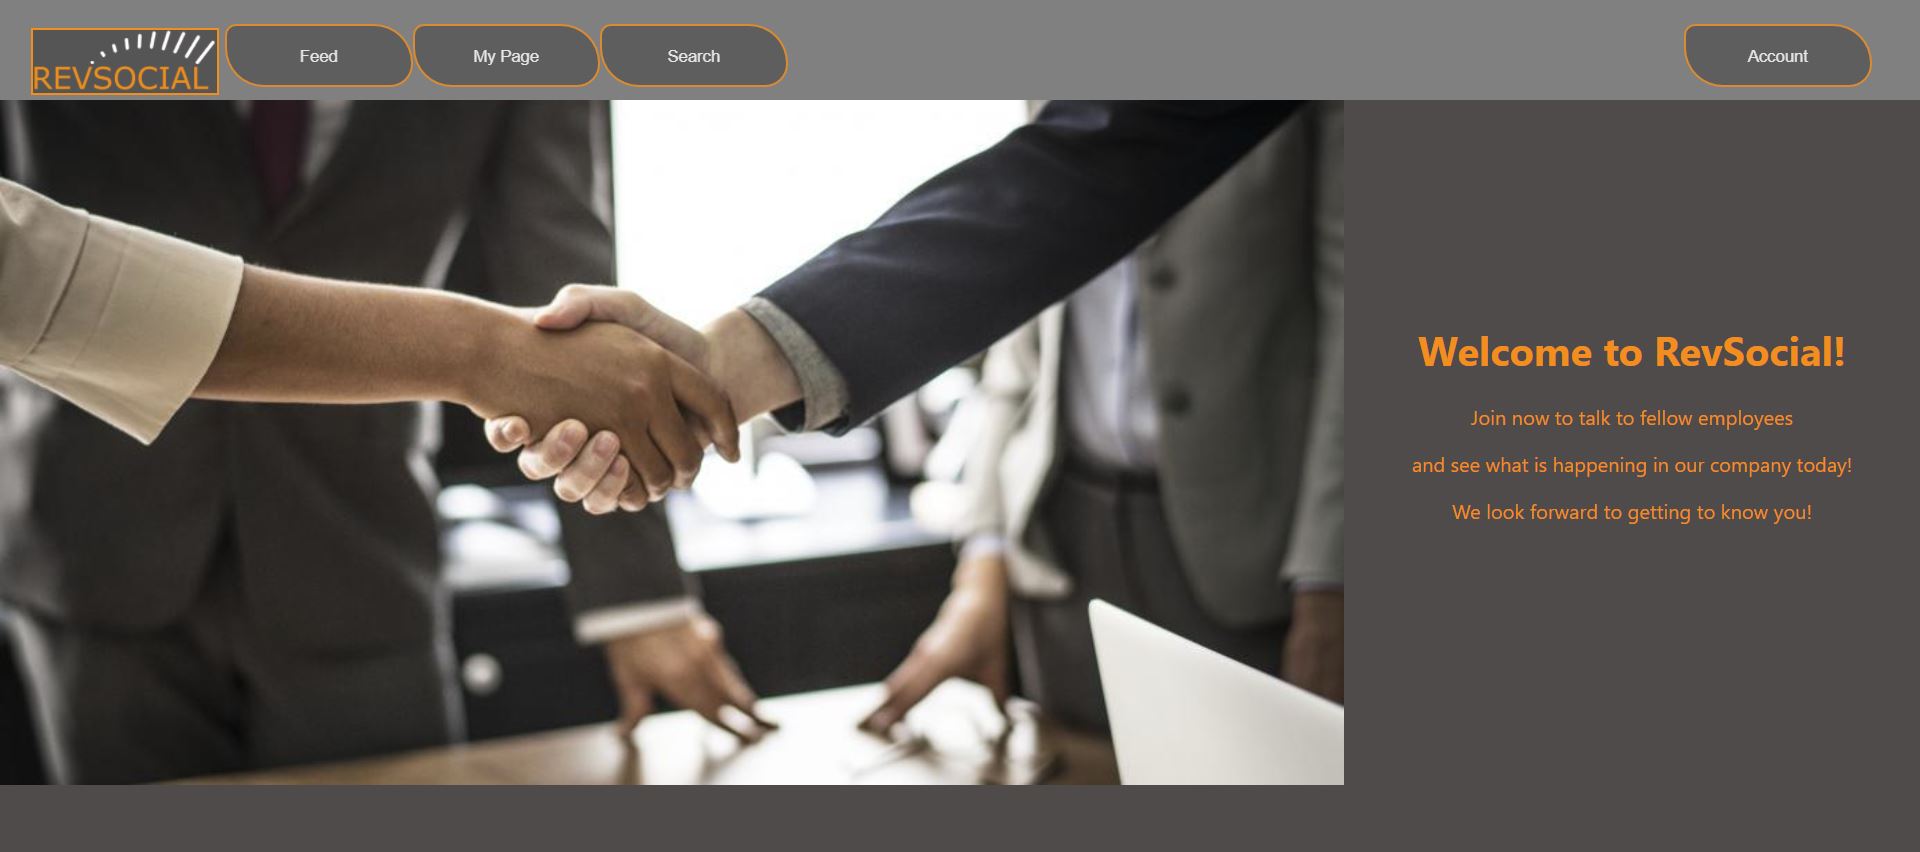 REVSOCIAL
Feed
My Page
Search
Account
Welcome to RevSocial!
Join now to talk to fellow employees
and see what is happening in our company today!
We look forward to getting to know you!